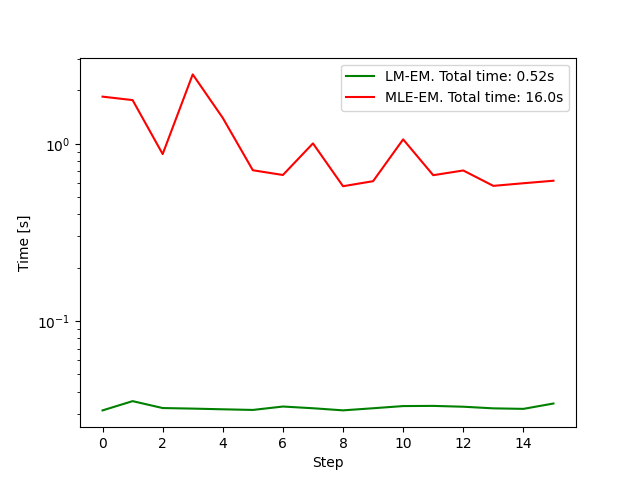 LM-EM. Total time: 0.52s
MLE-EM. Total time: 16.0s
10⁰
10⁻¹
Time [s]
0 2 4 6 8 10 12 14
Step